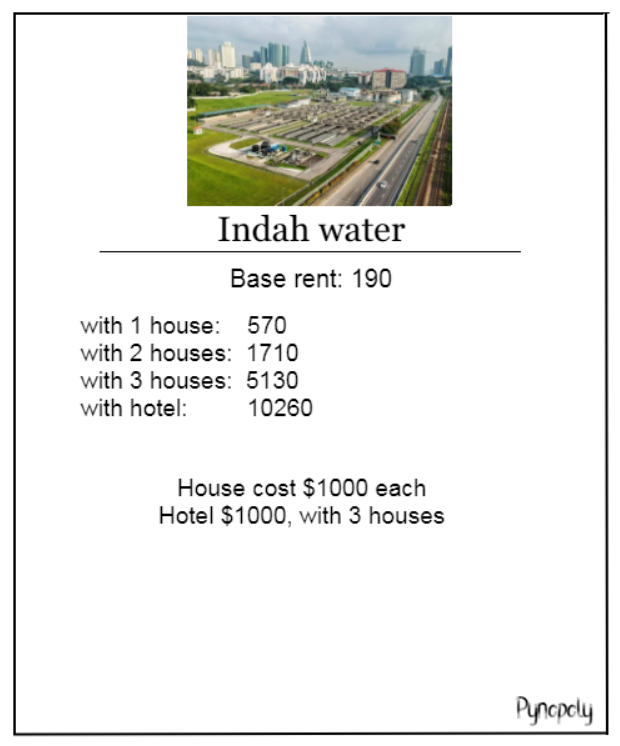 Indah water
Base rent: 190
with 1 house: 570
with 2 houses: 1710
with 3 houses: 5130
with hotel: 10260
House cost $1000 each
Hotel $1000, with 3 houses
Pynopoly